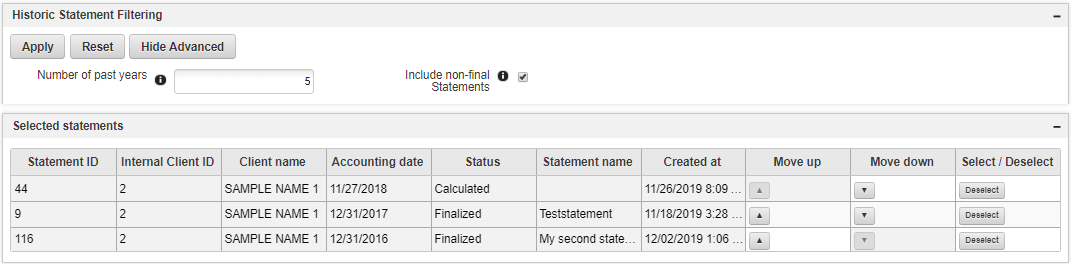 Historic Statement Filtering
Apply Reset Hide Advanced
Number of past years 5 Include non-final
Statements
Selected statements
Statement ID Internal Client ID Client name Accounting date Status Statement name Created at Move up Move down Select / Deselect
44 2 SAMPLE NAME 1 11/27/2018 Calculated 11/26/2019 8:09 ... Deselect
9 2 SAMPLE NAME 1 12/31/2017 Finalized Teststatement 11/18/2019 3:28 ... Deselect
116 2 SAMPLE NAME 1 12/31/2016 Finalized My second state... 12/02/2019 1:06 ... Deselect